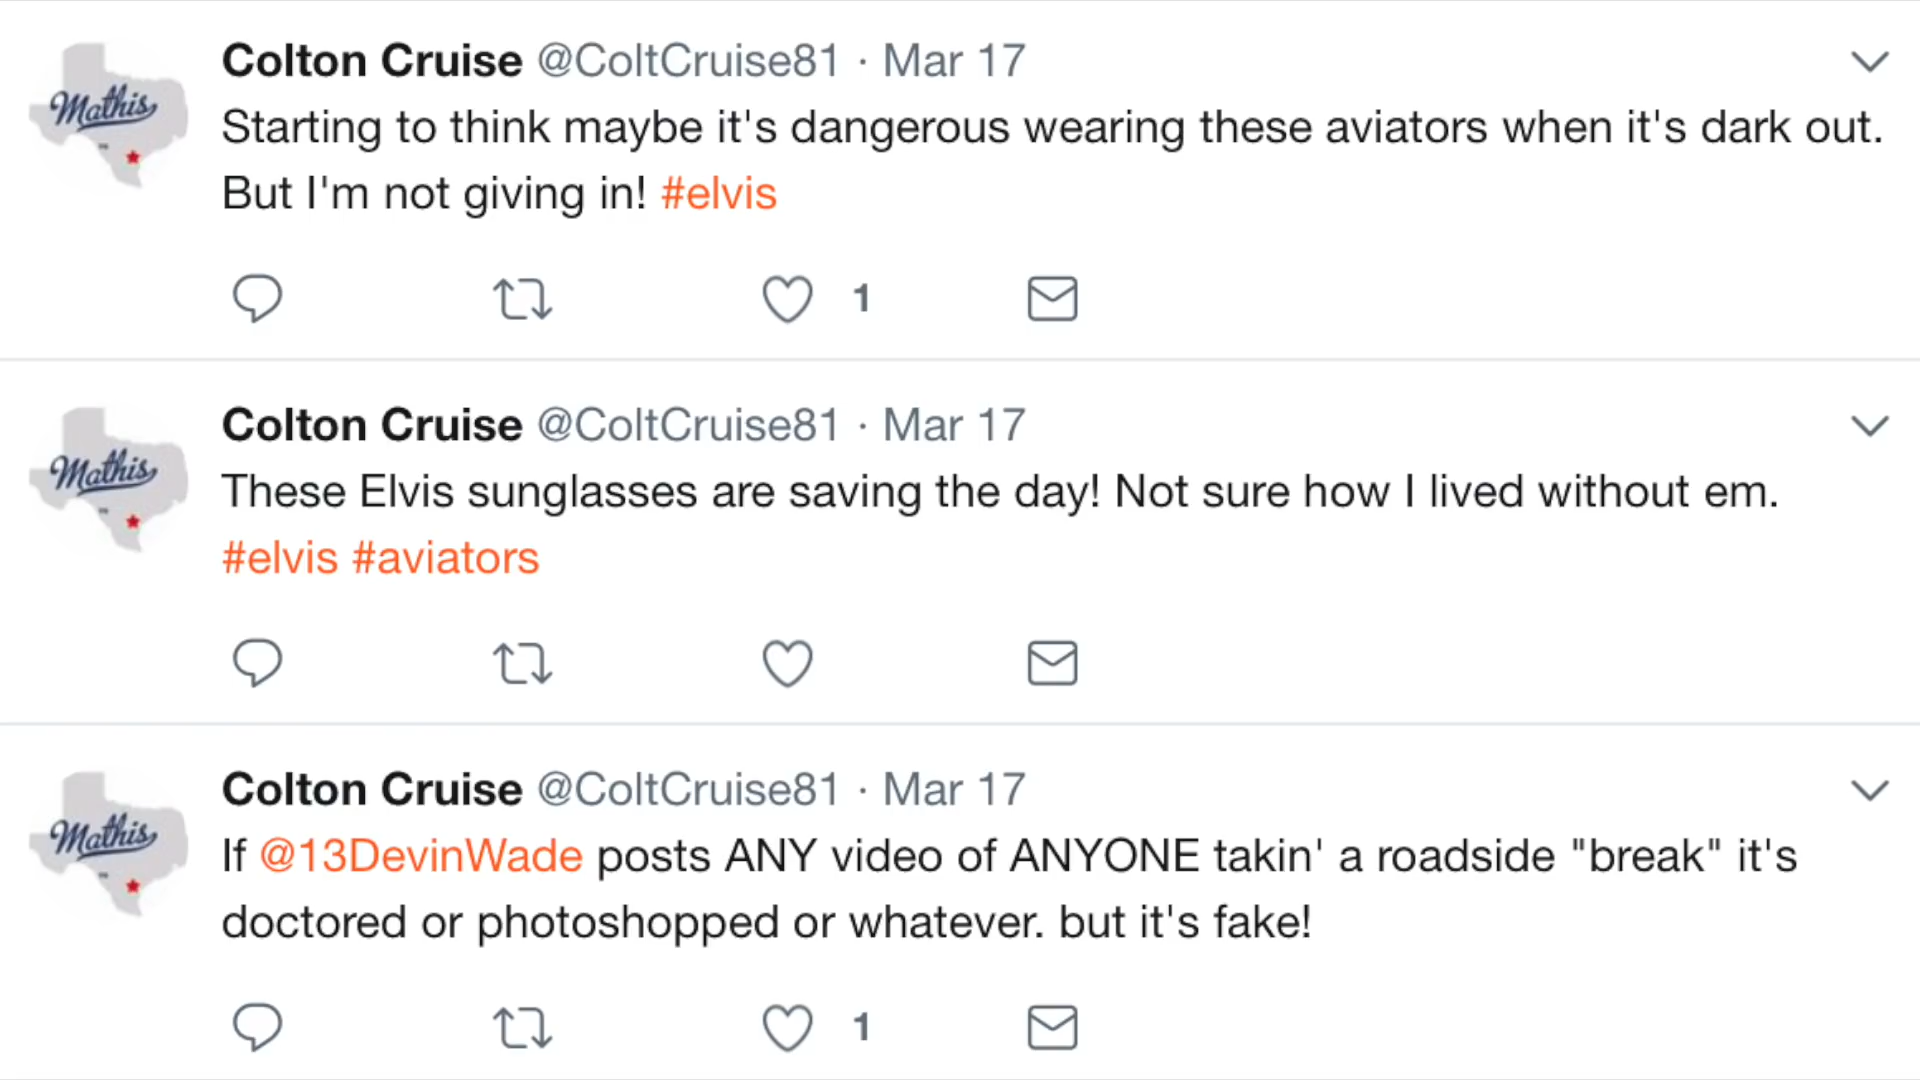 Colton Cruise @ColtCruise81 · Mar 17
Mathis
Starting to think maybe it's dangerous wearing these aviators when it's dark out.
But I'm not giving in! #elvis
1
Colton Cruise @ColtCruise81 · Mar 17
Mathis
These Elvis sunglasses are saving the day! Not sure how I lived without em.
#elvis #aviators
Colton Cruise @ColtCruise81 · Mar 17
Mathis
If @13DevinWade posts ANY video of ANYONE takin' a roadside "break" it's
doctored or photoshopped or whatever. but it's fake!
1